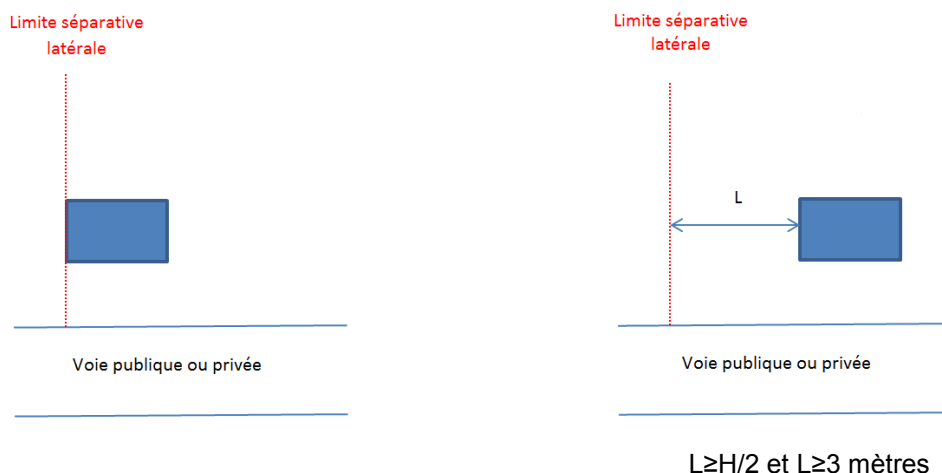 Limite séparative
latérale
Voie publique ou privée
Limite séparative
latérale
L
Voie publique ou privée
L≥H/2 et L≥3 mètres